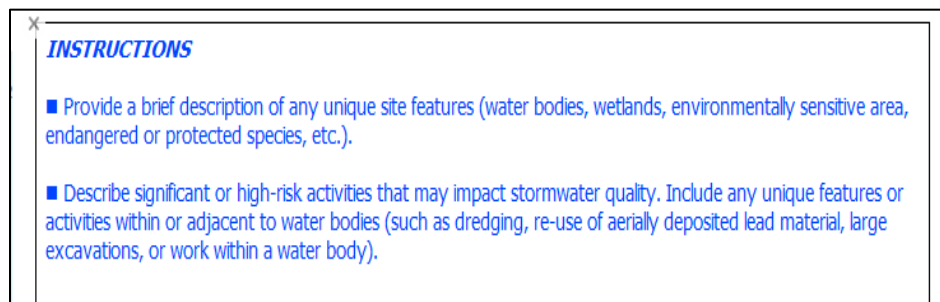 INSTRUCTIONS
■ Provide a brief description of any unique site features (water bodies, wetlands, environmentally sensitive area,
endangered or protected species, etc.).
■ Describe significant or high-risk activities that may impact stormwater quality. Include any unique features or
activities within or adjacent to water bodies (such as dredging, re-use of aerially deposited lead material, large
excavations, or work within a water body).